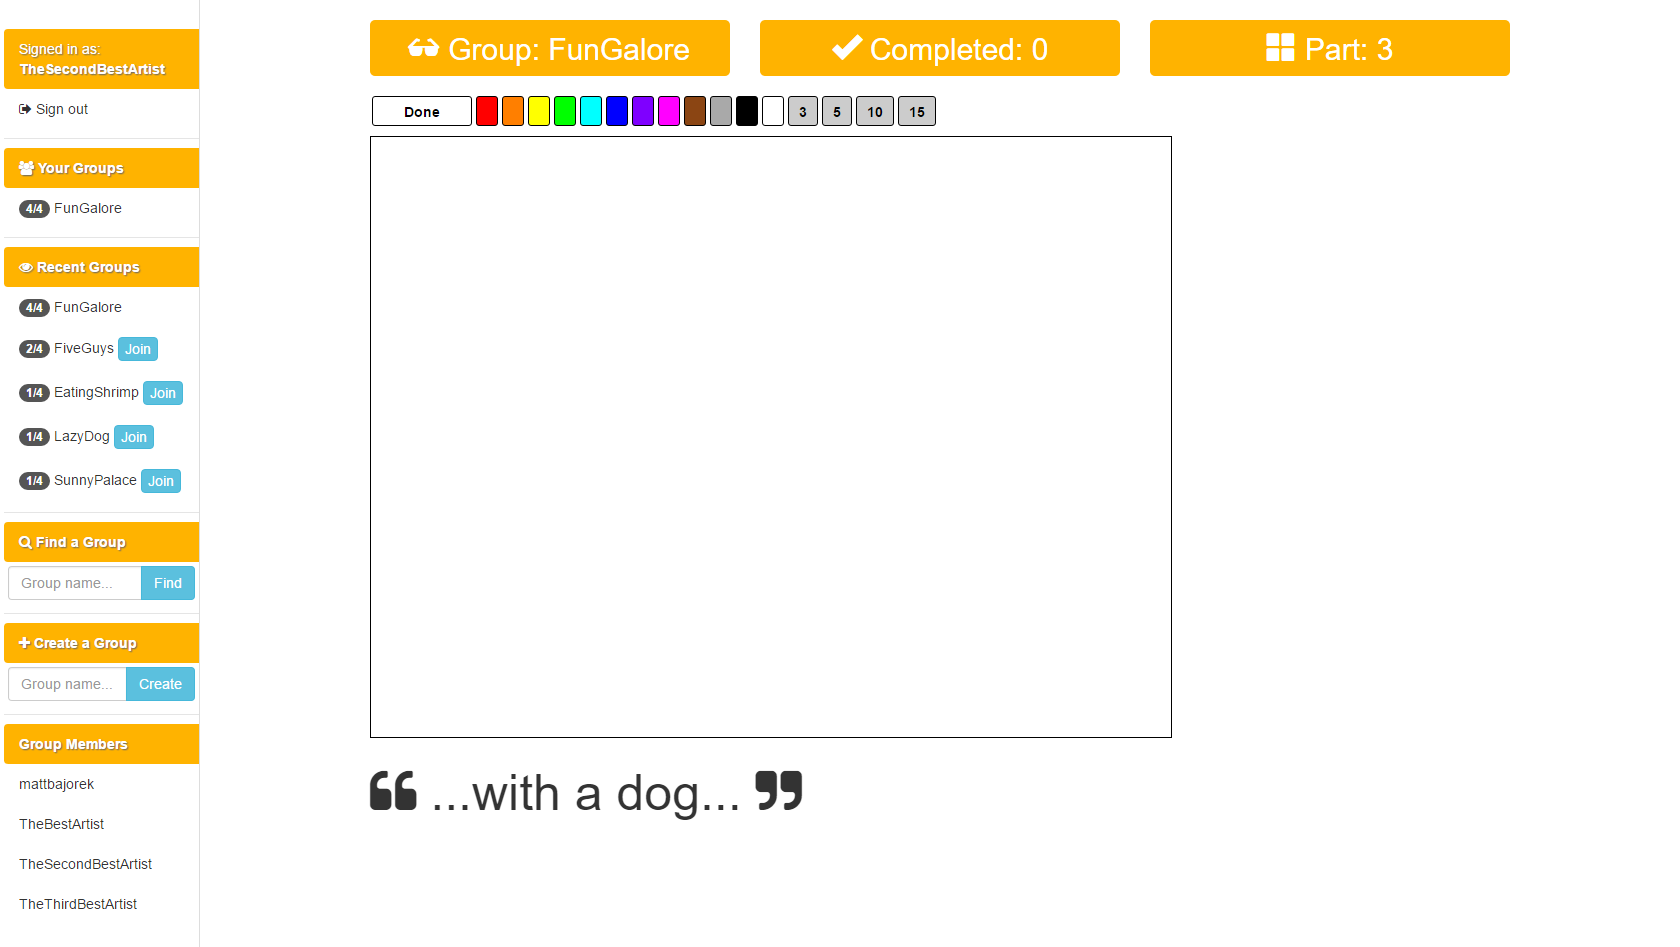 Signed in as:
TheSecondBestArtist
Sign out
Your Groups
4/4 FunGalore
Recent Groups
4/4 FunGalore
2/4 FiveGuys Join
1/4 EatingShrimp Join
1/4 LazyDog Join
1/4 SunnyPalace Join
Find a Group
Group name... Find
Create a Group
Group name... Create
Group Members
mattbajorek
TheBestArtist
TheSecondBestArtist
TheThirdBestArtist
Group: FunGalore
Completed: 0
Part: 3
Done 3 5 10 15
“ ...with a dog... ”